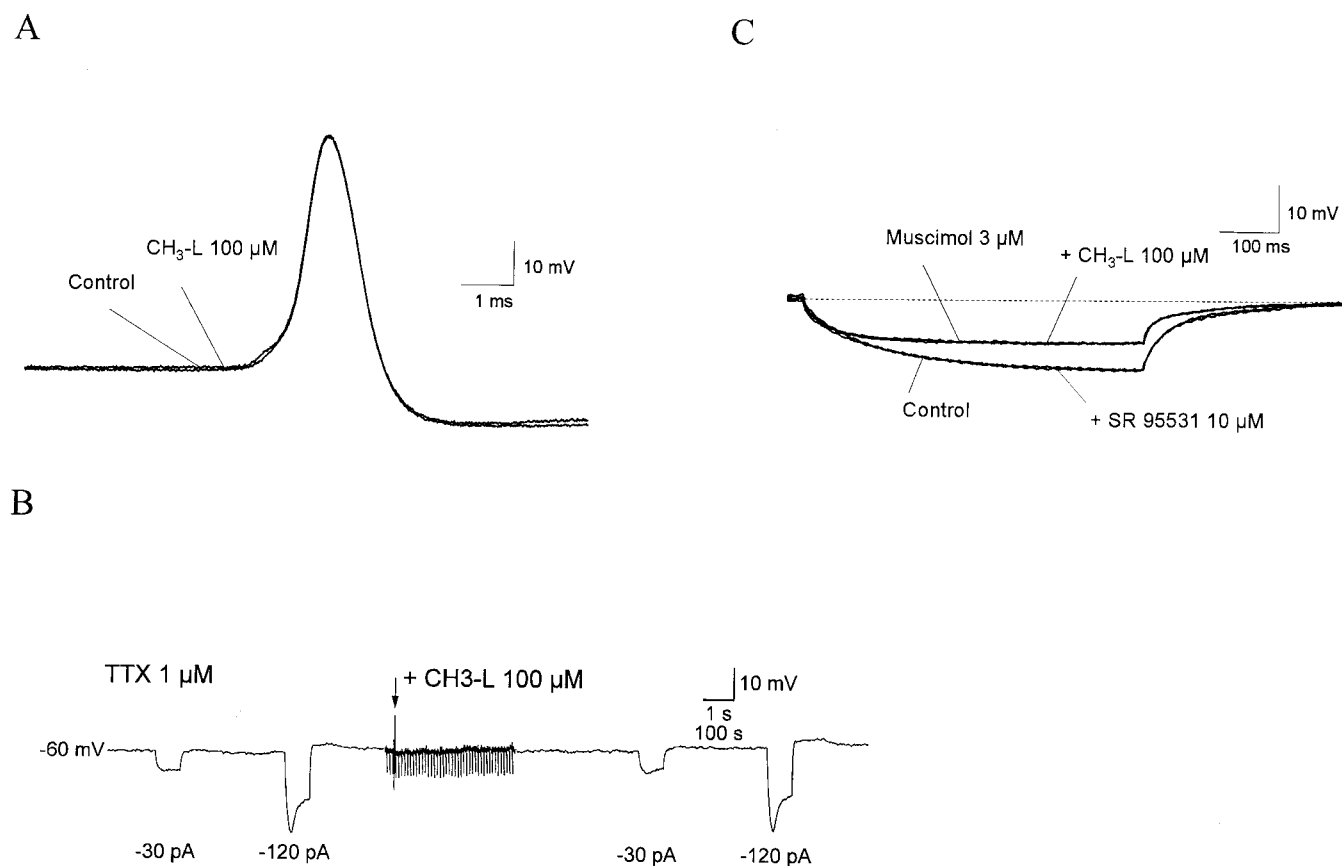 A
CH₃-L 100 µM
Control
10 mV
1 ms
C
10 mV
100 ms
Muscimol 3 µM
+ CH₃-L 100 µM
Control
+ SR 95531 10 µM
B
TTX 1 µM
+ CH3-L 100 µM
10 mV
1 s
100 s
-60 mV
-30 pA
-120 pA
-30 pA
-120 pA